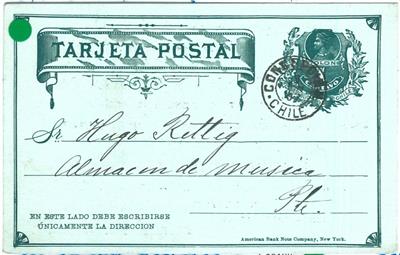 TARJETA POSTAL
COLON
CHILE
Sr. Hugo Rettig
Almacen de musica
Pte.
EN ESTE LADO DEBE ESCRIBIRSE
ÚNICAMENTE LA DIRECCION
American Bank Note Company, New York.